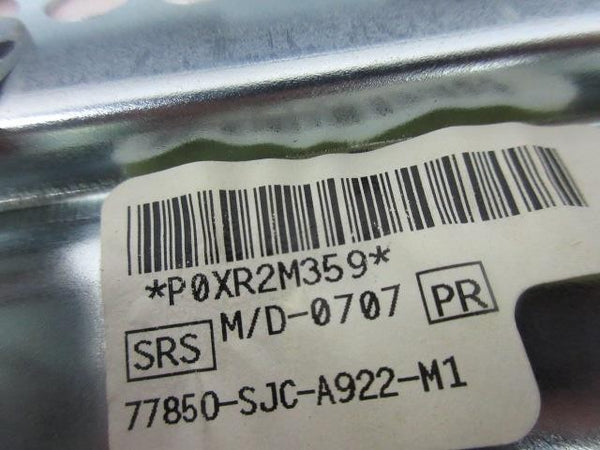 *P0XR2M359*
M/D-0707 PR
SRS
77850-SJC-A922-M1